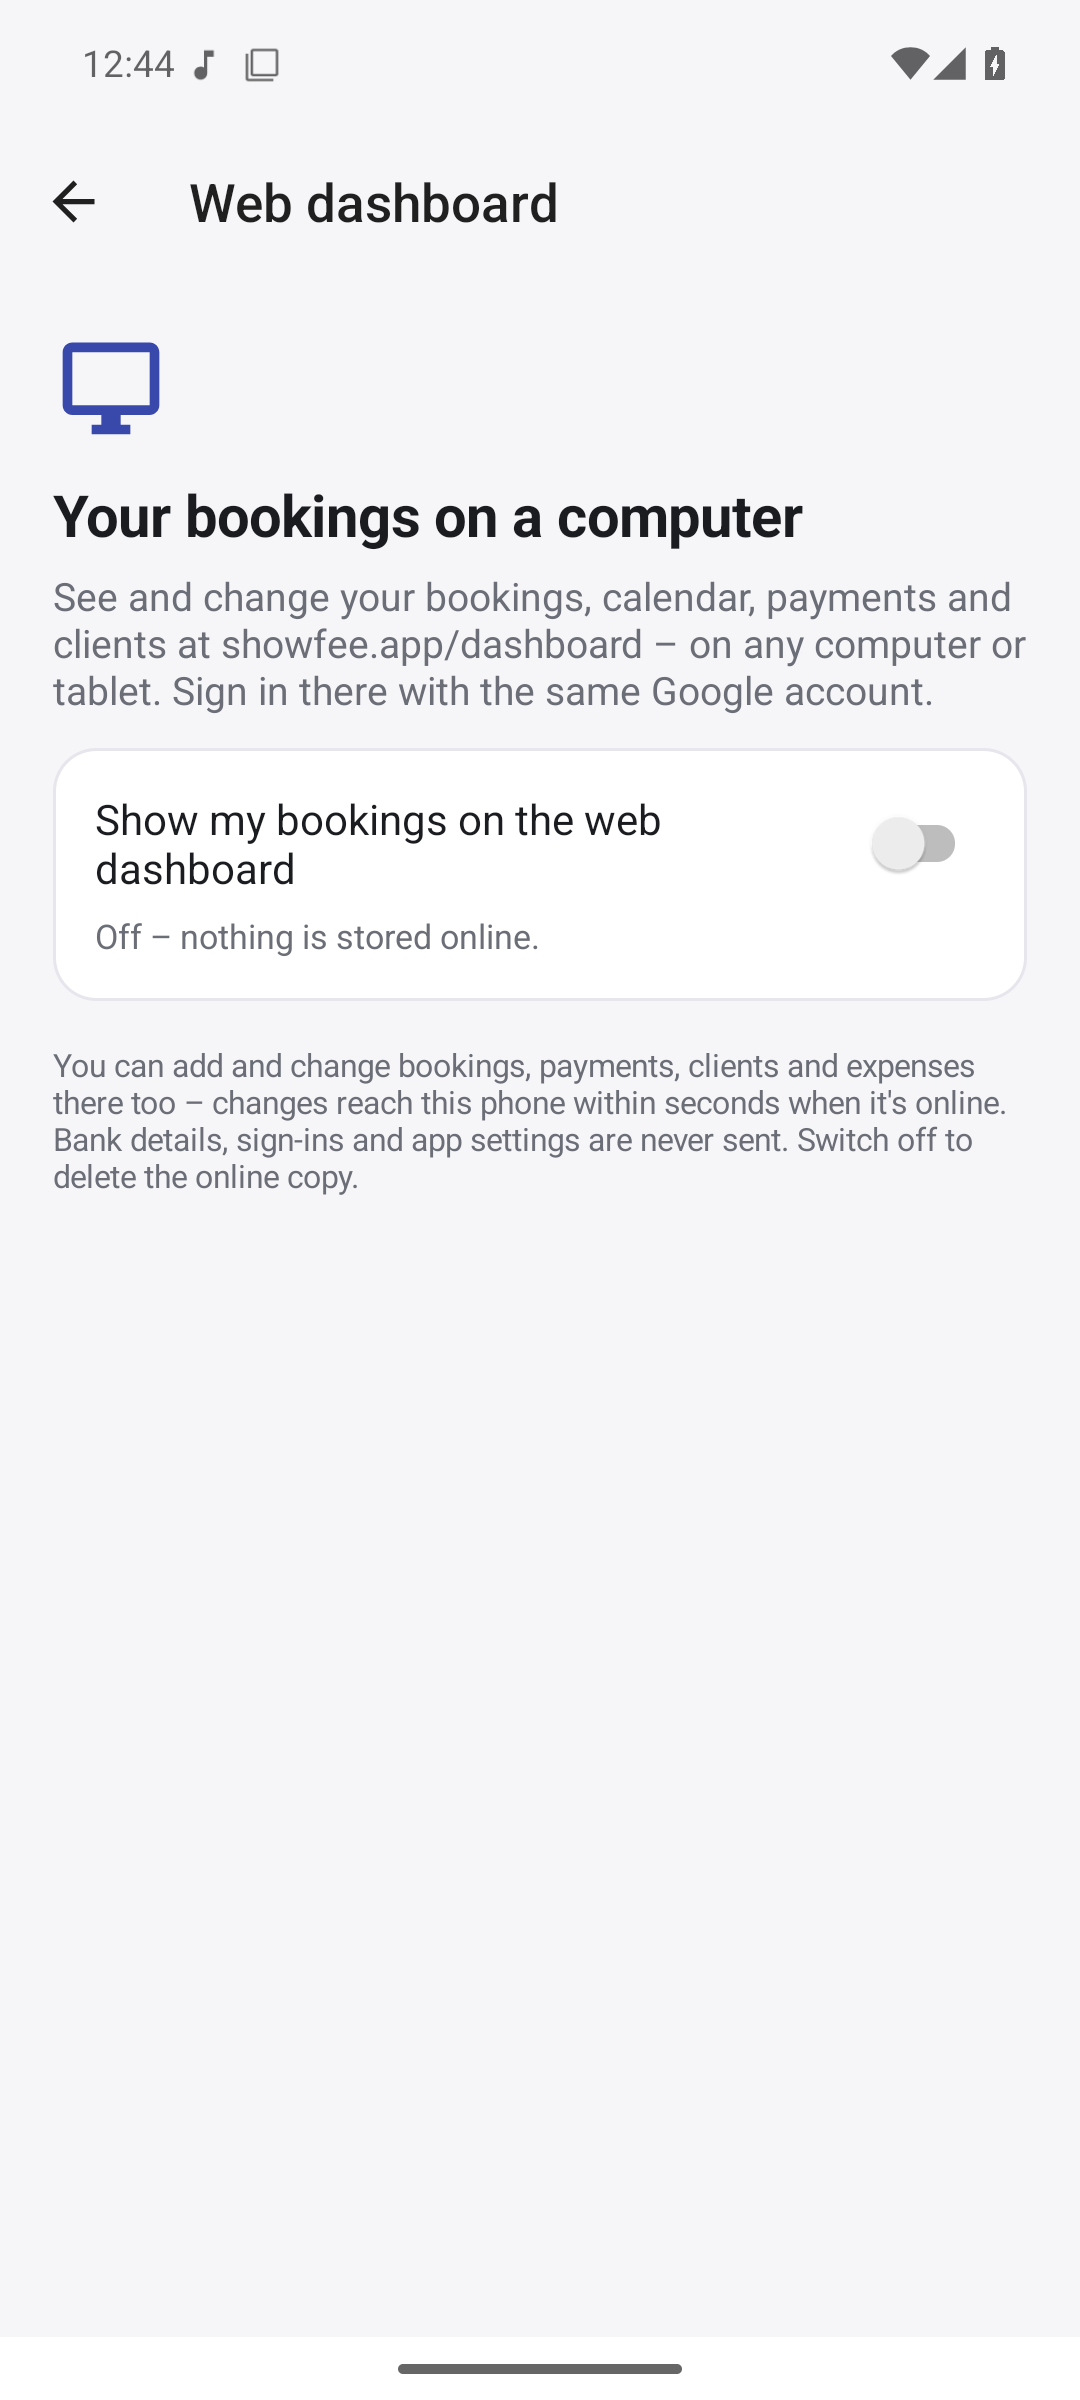 12:44
Web dashboard
Your bookings on a computer
See and change your bookings, calendar, payments and
clients at showfee.app/dashboard – on any computer or
tablet. Sign in there with the same Google account.
Show my bookings on the web
dashboard
Off – nothing is stored online.
You can add and change bookings, payments, clients and expenses
there too – changes reach this phone within seconds when it's online.
Bank details, sign-ins and app settings are never sent. Switch off to
delete the online copy.